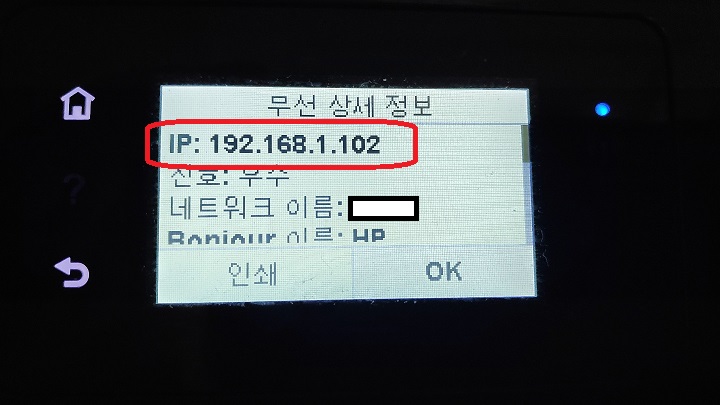 무선 상세 정보
IP: 192.168.1.102
신호: 우수
네트워크 이름:
Bonjour 이름: HP
인쇄 OK